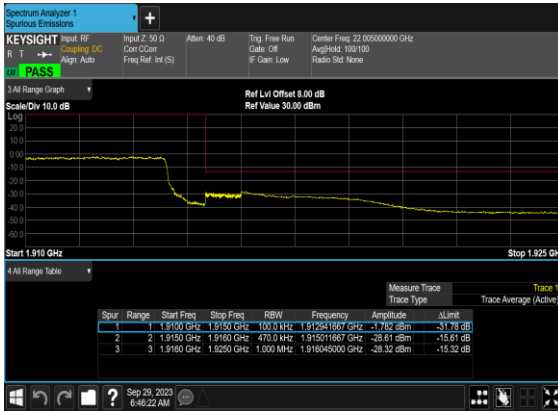 Spectrum Analyzer 1
Spurious Emissions
+
KEYSIGHT Input: RF Input Z: 50 Ω Atten: 40 dB Trig: Free Run Center Freq: 22.005000000 GHz
R T Coupling: DC Corr CCorr Gate: Off Avg|Hold: 100/100
Align: Auto Freq Ref: Int (S) IF Gain: Low Radio Std: None
PASS
3 All Range Graph
Ref Lvl Offset 8.00 dB
Scale/Div 10.0 dB Ref Value 30.00 dBm
Log
20.0
10.0
0.00
-10.0
-20.0
-30.0
-40.0
-50.0
-60.0
Start 1.910 GHz Stop 1.925 GH
4 All Range Table
Measure Trace Trace 1
Trace Type Trace Average (Active)
Spur Range Start Freq Stop Freq RBW Frequency Amplitude ΔLimit
1 1 1.9100 GHz 1.9150 GHz 100.0 kHz 1.912941667 GHz -1.782 dBm -31.78 dB
2 2 1.9150 GHz 1.9160 GHz 470.0 kHz 1.915011667 GHz -28.61 dBm -15.61 dB
3 3 1.9160 GHz 1.9250 GHz 1.000 MHz 1.916045000 GHz -28.32 dBm -15.32 dB
? Sep 29, 2023
6:46:22 AM